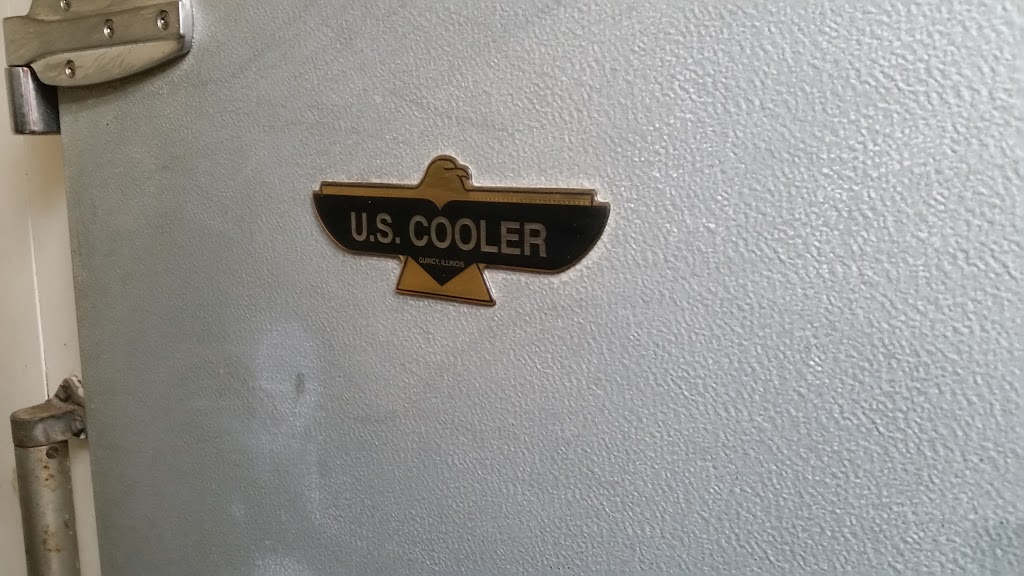 U.S. COOLER
QUINCY, ILLINOIS